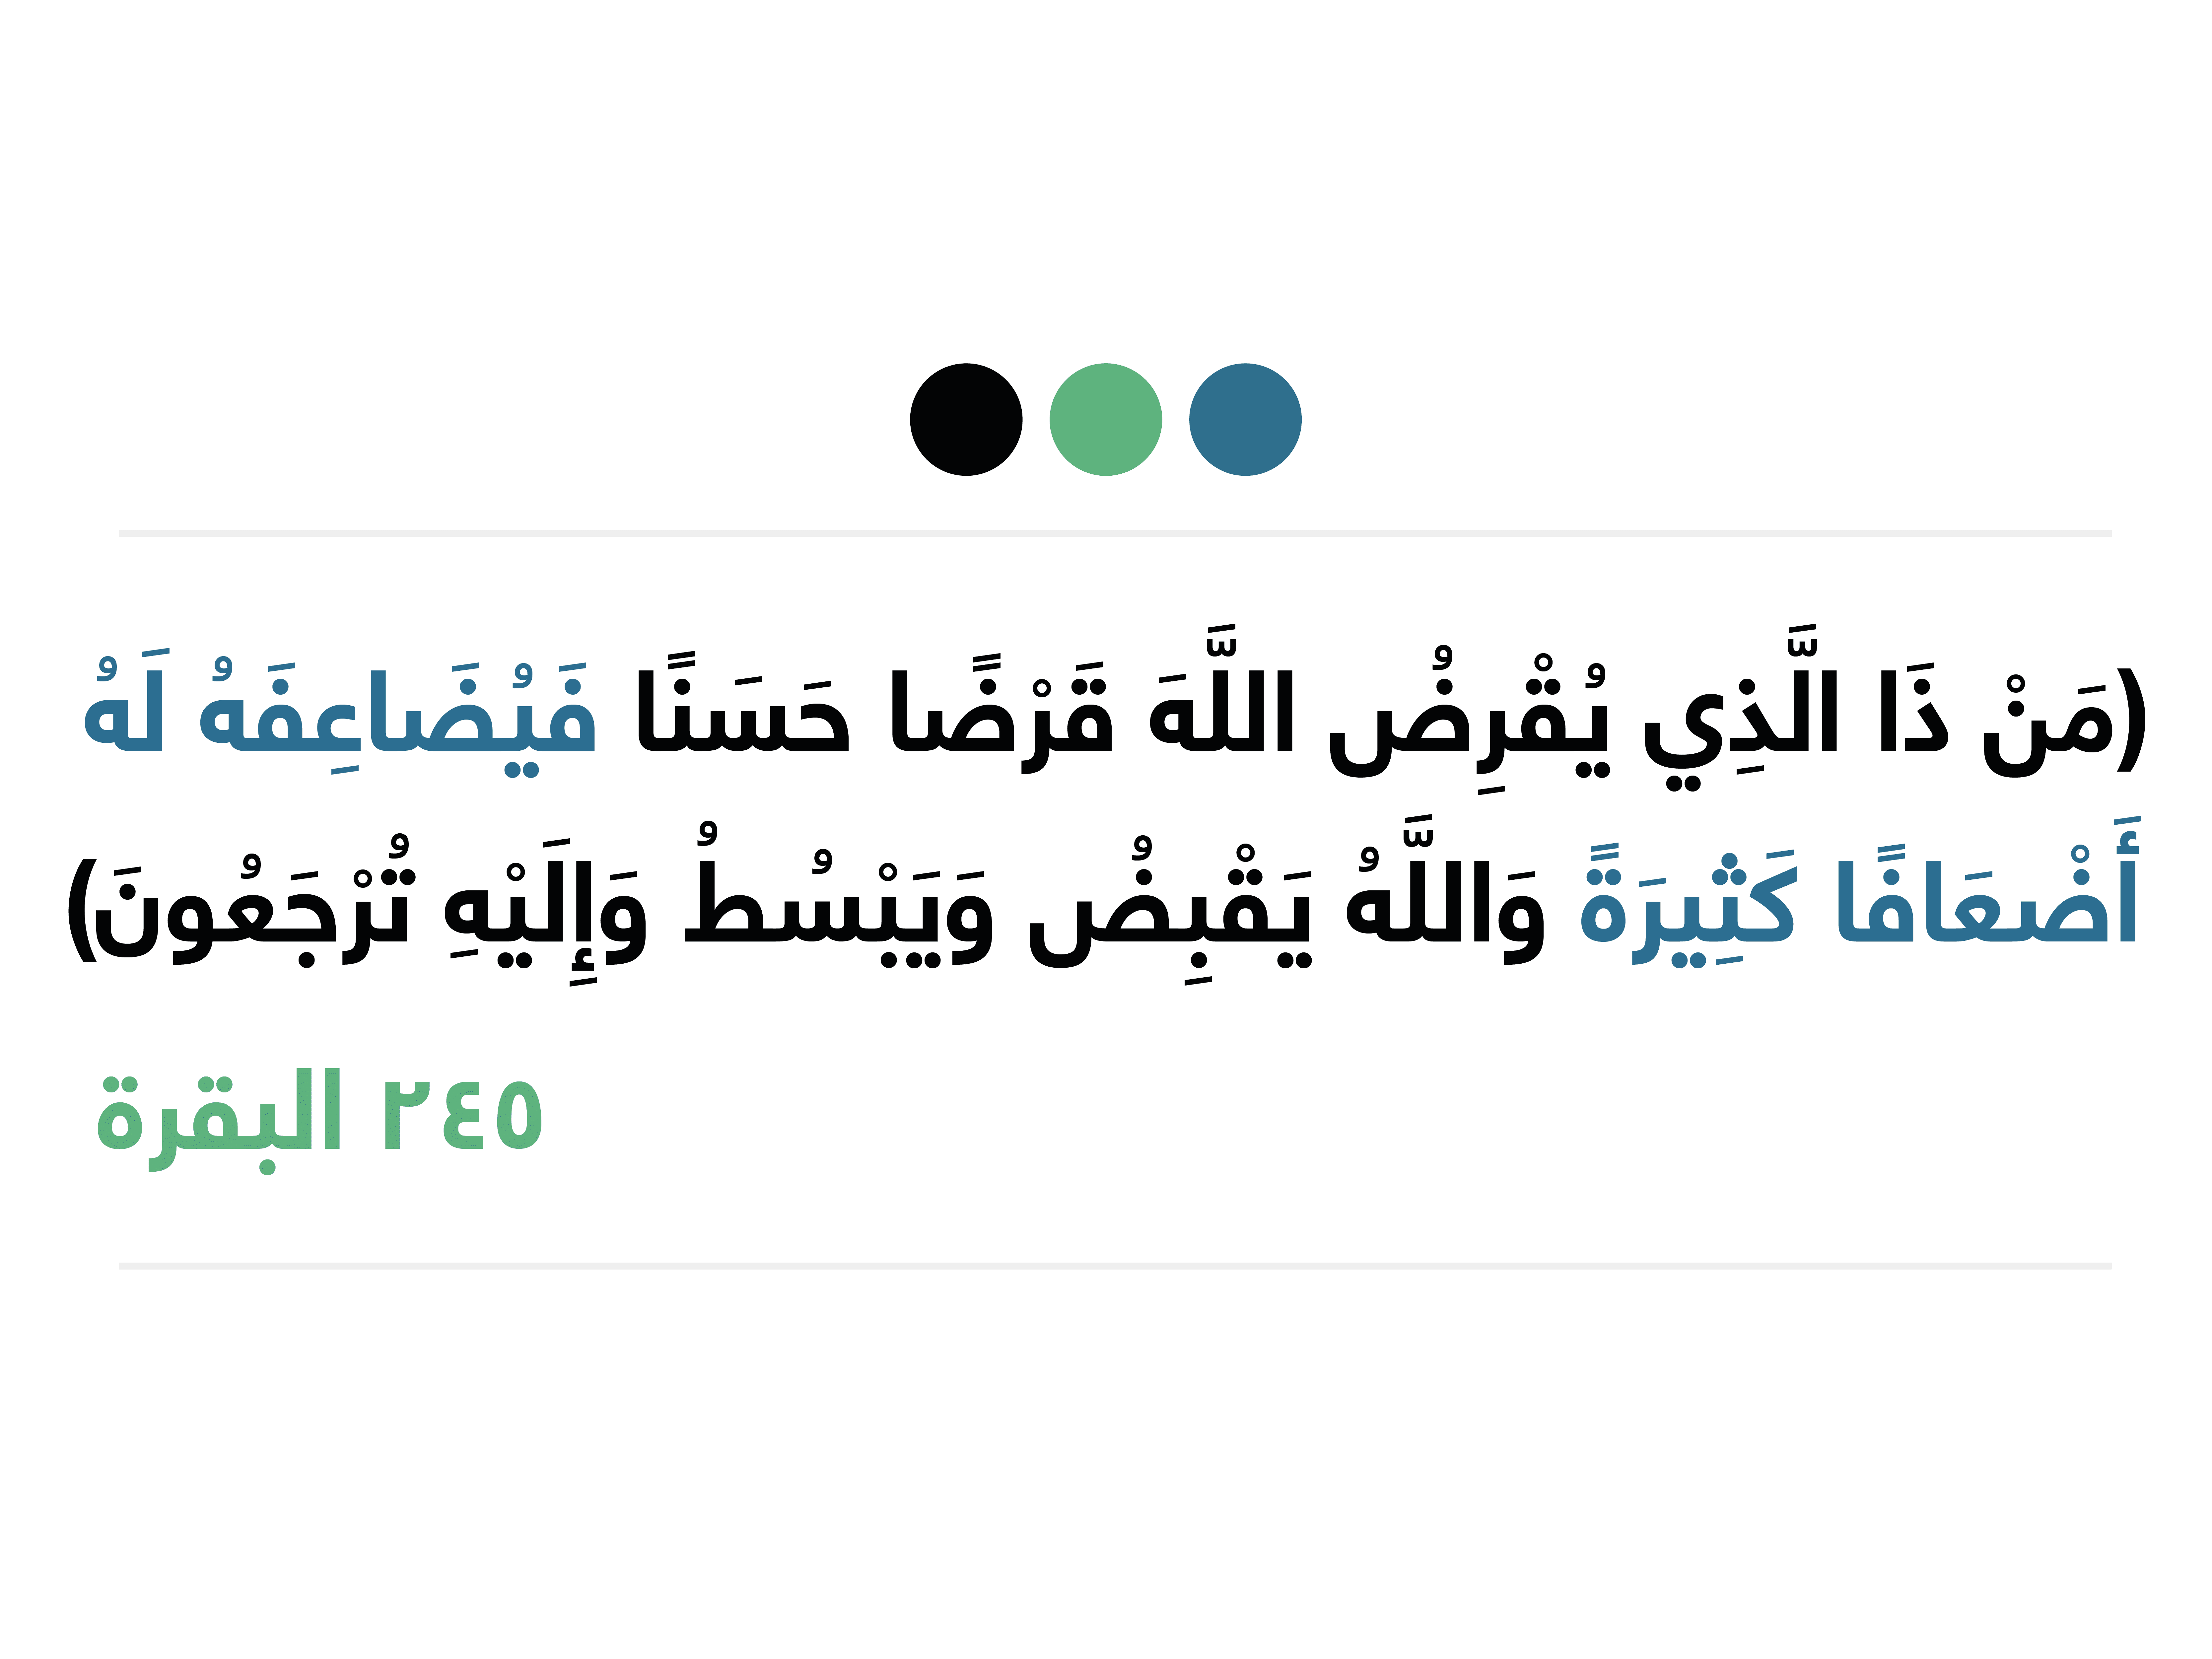 (مَنْ ذَا الَّذِي يُقْرِضُ اللَّهَ قَرْضًا حَسَنًا فَيُضَاعِفَهُ لَهُ
أَضْعَافًا كَثِيرَةً وَاللَّهُ يَقْبِضُ وَيَبْسُطُ وَإِلَيْهِ تُرْجَعُونَ)
٢٤٥ البقرة